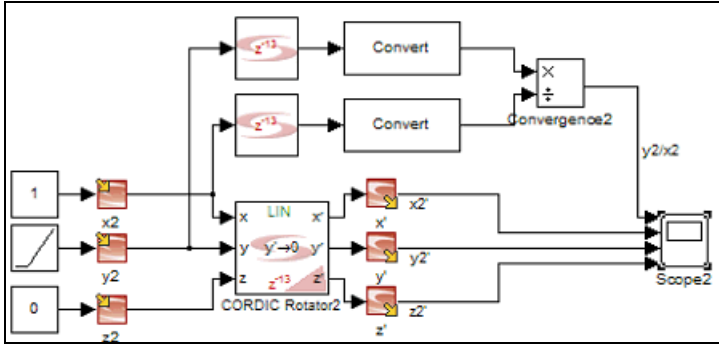 z⁻¹³
Convert
×
÷
Convergence2
z⁻¹³
Convert
y2/x2
1
x2
LIN
x
x'
x'
x2'
y
y'→0
y'
y'
y2'
y2
z
z⁻¹³
z'
z'
z2'
CORDIC Rotator2
Scope2
0
z2